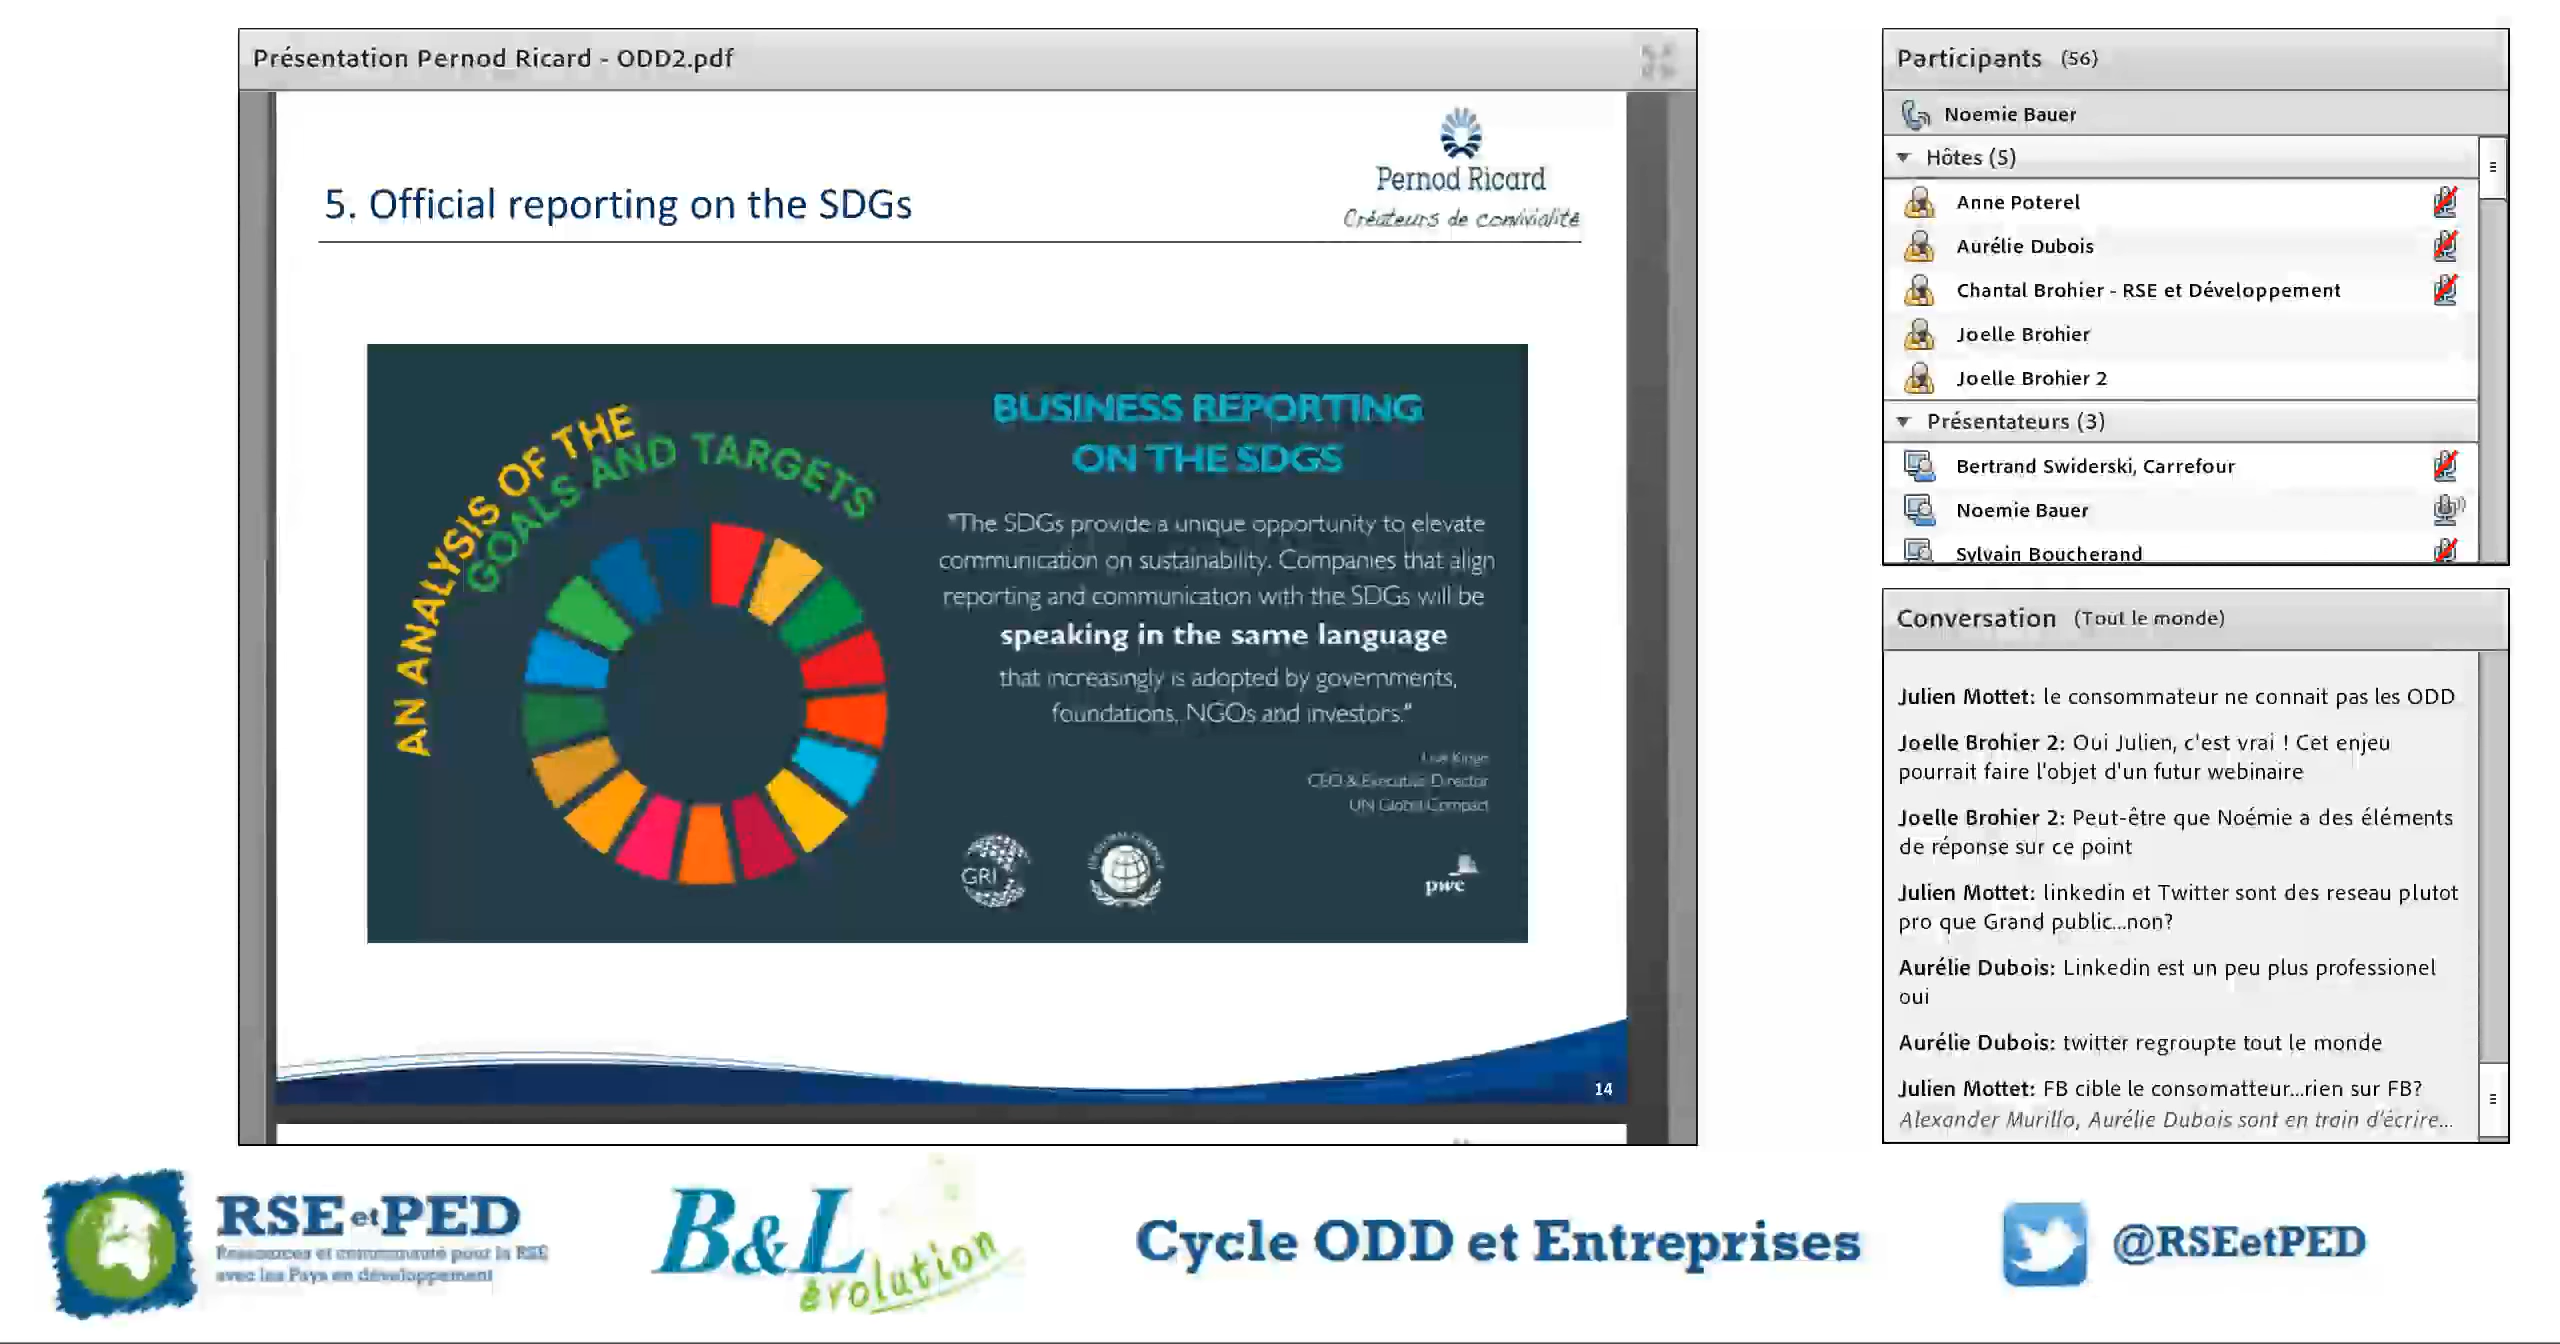 Présentation Pernod Ricard - ODD2.pdf
Pernod Ricard
Créateurs de convivialité
5. Official reporting on the SDGs
AN ANALYSIS OF THE
GOALS AND TARGETS
BUSINESS REPORTING
ON THE SDGS
"The SDGs provide a unique opportunity to elevate
communication on sustainability. Companies that align
reporting and communication with the SDGs will be
speaking in the same language
that increasingly is adopted by governments,
foundations, NGOs and investors."
CEO & Executive Director
UN Global Compact
GRI
pwc
14
Participants (56)
Noemie Bauer
Hôtes (5)
Anne Poterel
Aurélie Dubois
Chantal Brohier - RSE et Développement
Joelle Brohier
Joelle Brohier 2
Présentateurs (3)
Bertrand Swiderski, Carrefour
Noemie Bauer
Sylvain Boucherand
Conversation (Tout le monde)
Julien Mottet: le consommateur ne connait pas les ODD
Joelle Brohier 2: Oui Julien, c'est vrai ! Cet enjeu
pourrait faire l'objet d'un futur webinaire
Joelle Brohier 2: Peut-être que Noémie a des éléments
de réponse sur ce point
Julien Mottet: linkedin et Twitter sont des reseau plutot
pro que Grand public...non?
Aurélie Dubois: Linkedin est un peu plus professionel
oui
Aurélie Dubois: twitter regroupte tout le monde
Julien Mottet: FB cible le consomatteur...rien sur FB?
Alexander Murillo, Aurélie Dubois sont en train d'écrire...
RSE et PED
Ressources et communauté pour la RSE
avec les Pays en développement
B&L
évolution
Cycle ODD et Entreprises
@RSEetPED